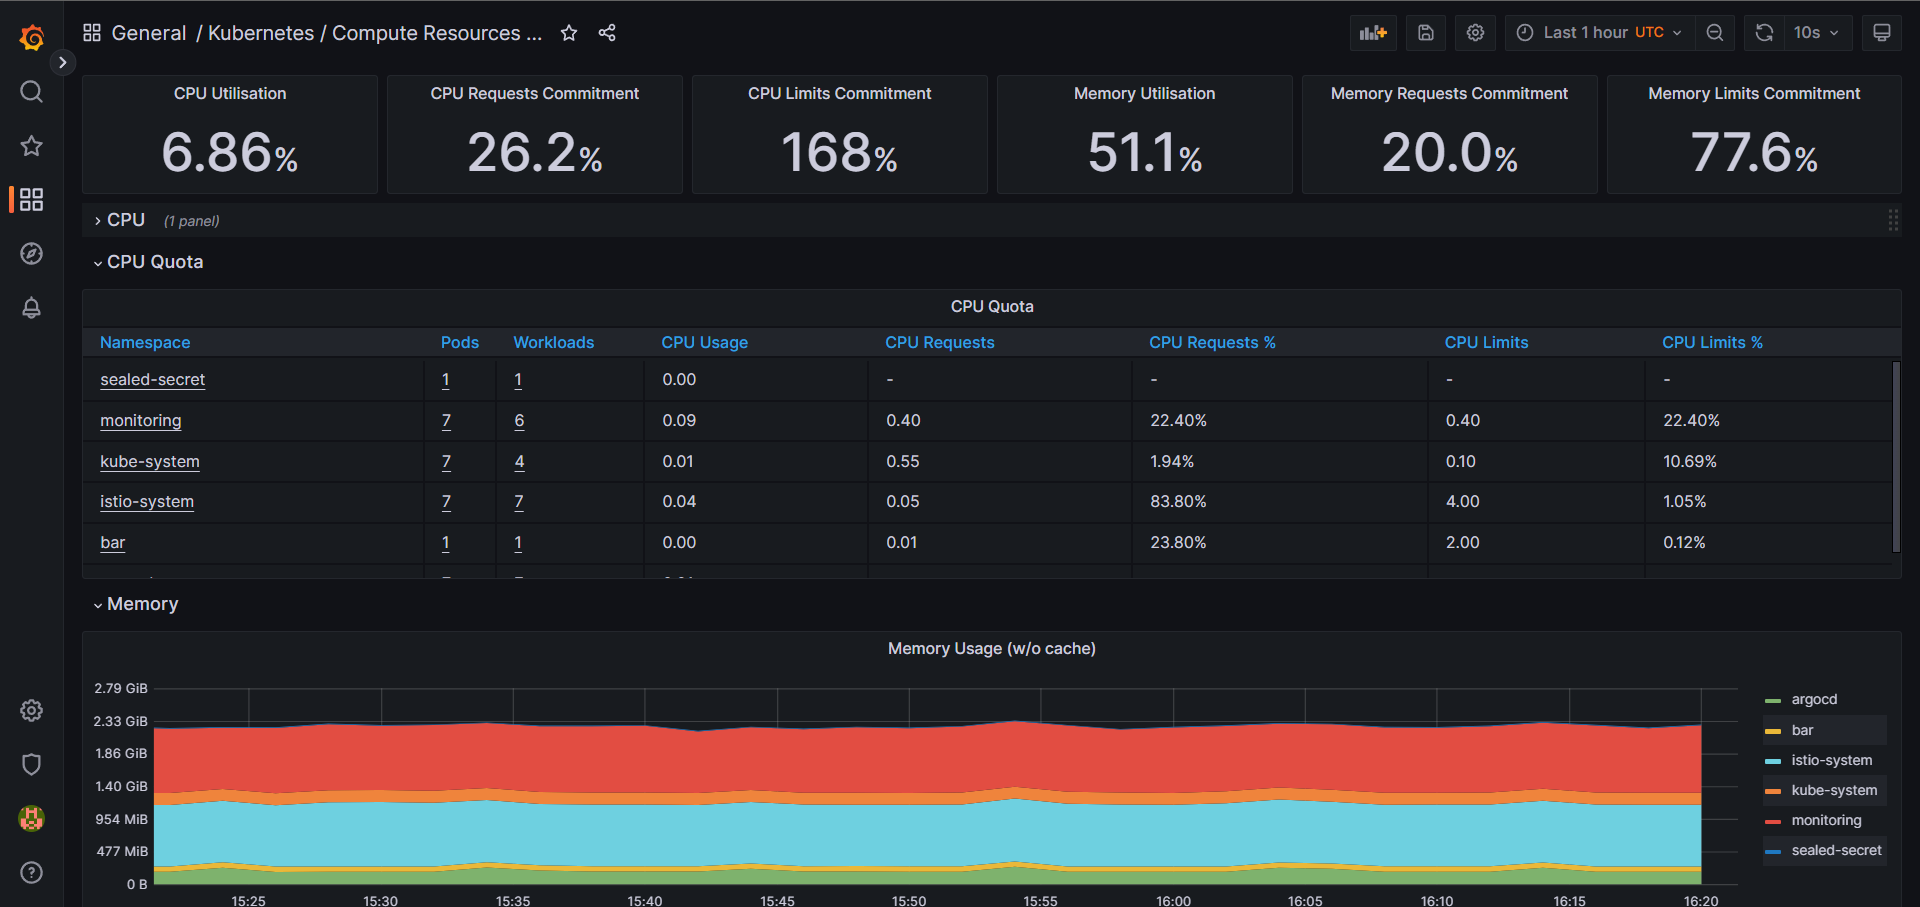 General / Kubernetes / Compute Resources ...
Last 1 hour UTC
10s
CPU Utilisation
6.86%
CPU Requests Commitment
26.2%
CPU Limits Commitment
168%
Memory Utilisation
51.1%
Memory Requests Commitment
20.0%
Memory Limits Commitment
77.6%
CPU (1 panel)
CPU Quota
CPU Quota
Namespace Pods Workloads CPU Usage CPU Requests CPU Requests % CPU Limits CPU Limits %
sealed-secret 1 1 0.00 - - - -
monitoring 7 6 0.09 0.40 22.40% 0.40 22.40%
kube-system 7 4 0.01 0.55 1.94% 0.10 10.69%
istio-system 7 7 0.04 0.05 83.80% 4.00 1.05%
bar 1 1 0.00 0.01 23.80% 2.00 0.12%
Memory
Memory Usage (w/o cache)
2.79 GiB
2.33 GiB
1.86 GiB
1.40 GiB
954 MiB
477 MiB
0 B
15:25 15:30 15:35 15:40 15:45 15:50 15:55 16:00 16:05 16:10 16:15 16:20
argocd
bar
istio-system
kube-system
monitoring
sealed-secret